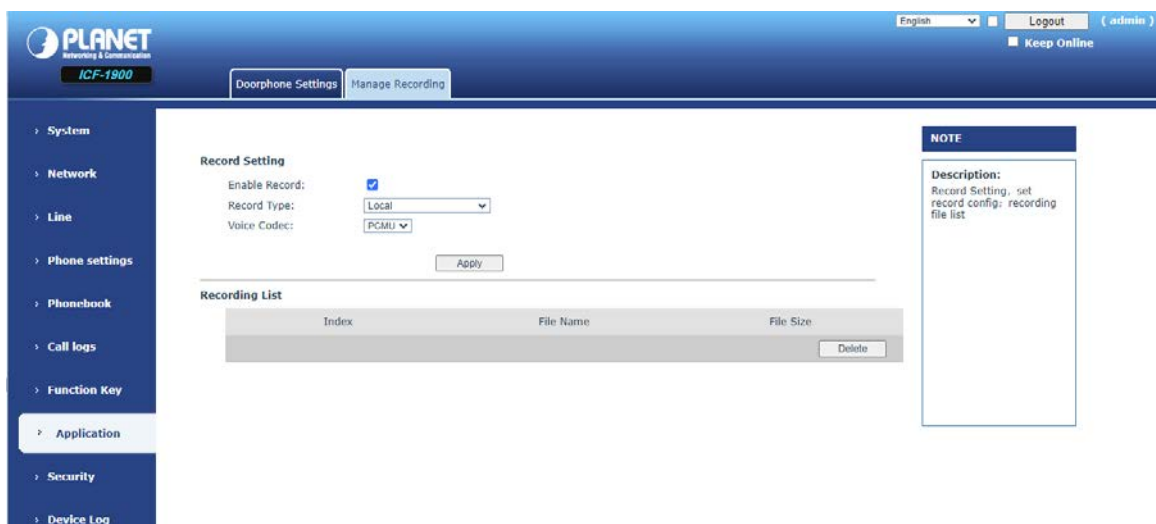 English
Logout
( admin )
Keep Online
PLANET
Networking & Communication
ICF-1900
Doorphone Settings
Manage Recording
› System
› Network
› Line
› Phone settings
› Phonebook
› Call logs
› Function Key
› Application
› Security
› Device Log
Record Setting
Enable Record:
Record Type: Local
Voice Codec: PCMU
Apply
Recording List
Index File Name File Size
Delete
NOTE
Description:
Record Setting, set
record config; recording
file list